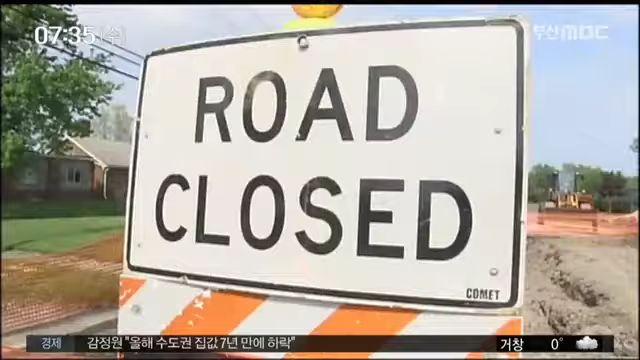 07:35 (수)
부산MBC
ROAD
CLOSED
COMET
경제 감정원 "올해 수도권 집값 7년 만에 하락" 거창 0°